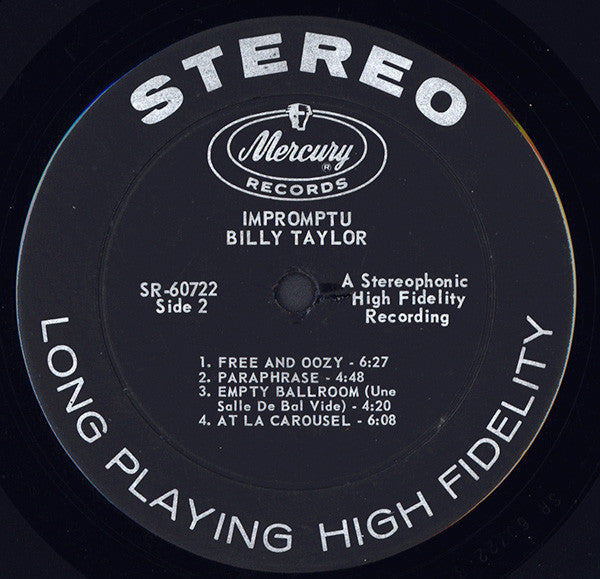 STEREO
Mercury
®
RECORDS
IMPROMPTU
BILLY TAYLOR
SR-60722
Side 2
A Stereophonic
High Fidelity
Recording
1. FREE AND OOZY - 6:27
2. PARAPHRASE - 4:48
3. EMPTY BALLROOM (Une
Salle De Bal Vide) - 4:20
4. AT LA CAROUSEL - 6:08
LONG PLAYING HIGH FIDELITY